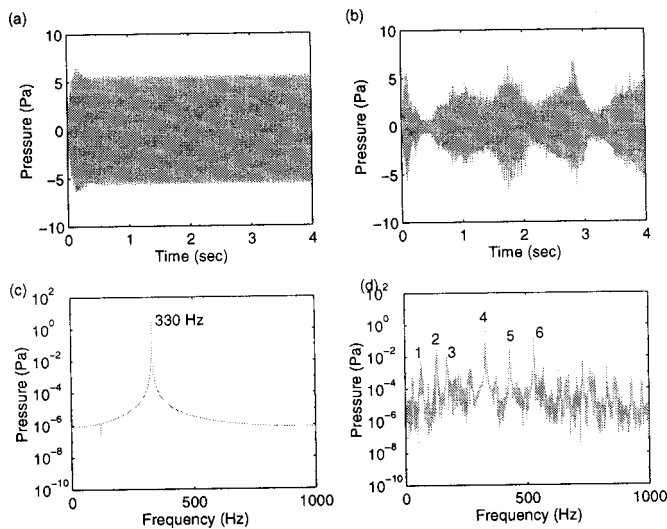 (a)
10
5
0
−5
−10
Pressure (Pa)
0 1 2 3 4
Time (sec)
(b)
10
5
0
−5
−10
Pressure (Pa)
0 1 2 3 4
Time (sec)
(c)
10^2
10^0
10^−2
10^−4
10^−6
10^−8
10^−10
Pressure (Pa)
330 Hz
0 500 1000
Frequency (Hz)
(d)
10^2
10^0
10^−2
10^−4
10^−6
10^−8
10^−10
Pressure (Pa)
1 2 3 4 5 6
0 500 1000
Frequency (Hz)